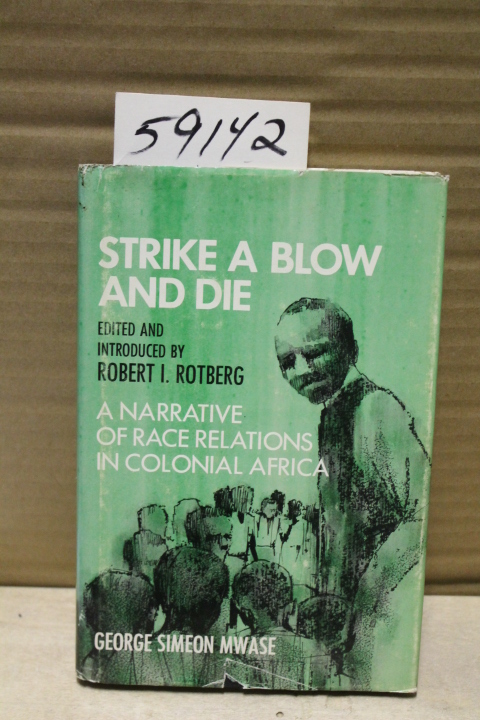 59142
STRIKE A BLOW
AND DIE
EDITED AND
INTRODUCED BY
ROBERT I. ROTBERG
A NARRATIVE
OF RACE RELATIONS
IN COLONIAL AFRICA
GEORGE SIMEON MWASE